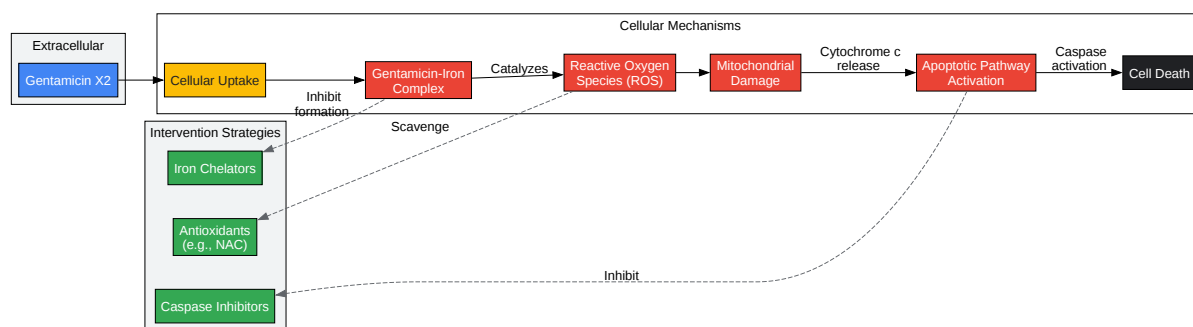 Cellular Mechanisms
Extracellular
Gentamicin X2
Cellular Uptake
Gentamicin-Iron
Complex
Catalyzes
Reactive Oxygen
Species (ROS)
Mitochondrial
Damage
Cytochrome c
release
Apoptotic Pathway
Activation
Caspase
activation
Cell Death
Inhibit
formation
Scavenge
Inhibit
Intervention Strategies
Iron Chelators
Antioxidants
(e.g., NAC)
Caspase Inhibitors